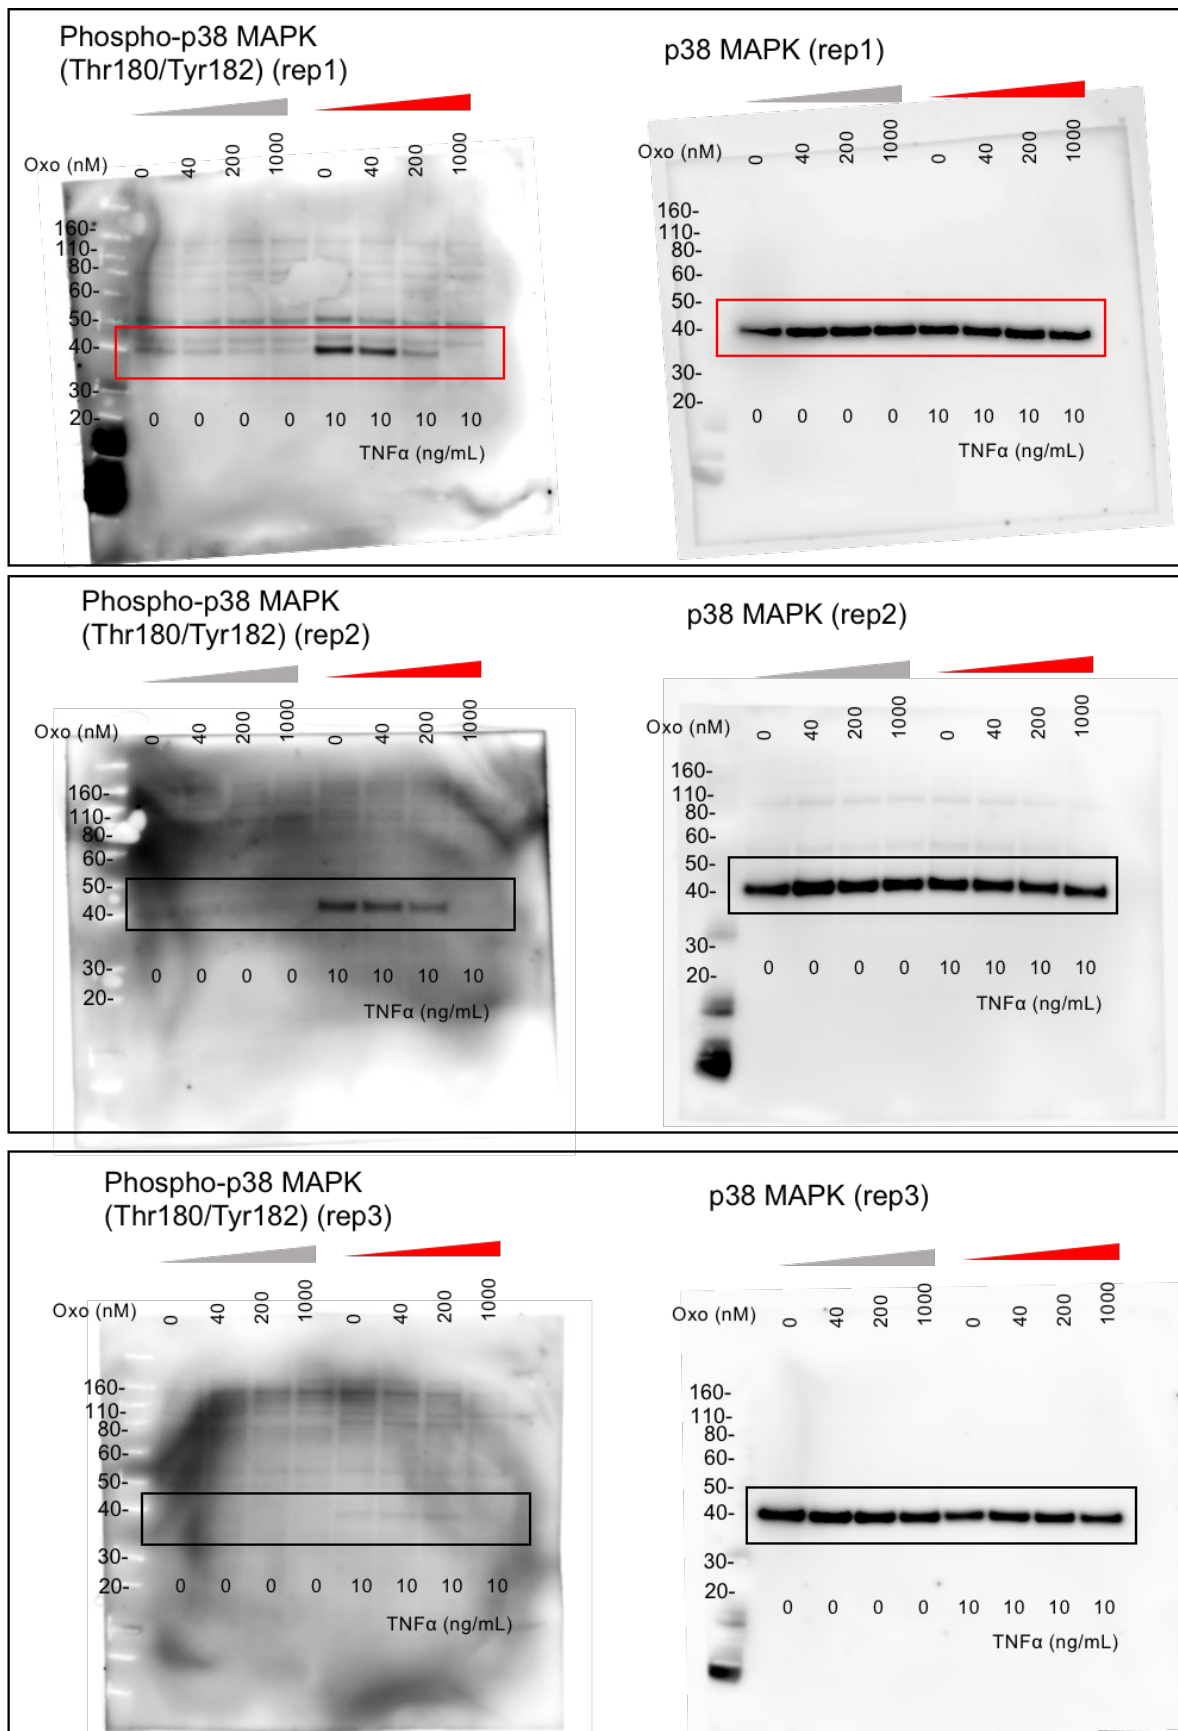 Phospho-p38 MAPK
(Thr180/Tyr182) (rep1)
Oxo (nM) 0 40 200 1000 0 40 200 1000
160-
110-
80-
60-
50-
40-
30-
20-
0 0 0 0 10 10 10 10
TNFα (ng/mL)
p38 MAPK (rep1)
Oxo (nM) 0 40 200 1000 0 40 200 1000
160-
110-
80-
60-
50-
40-
30-
20-
0 0 0 0 10 10 10 10
TNFα (ng/mL)
Phospho-p38 MAPK
(Thr180/Tyr182) (rep2)
Oxo (nM) 0 40 200 1000 0 40 200 1000
160-
110-
80-
60-
50-
40-
30-
20-
0 0 0 0 10 10 10 10
TNFα (ng/mL)
p38 MAPK (rep2)
Oxo (nM) 0 40 200 1000 0 40 200 1000
160-
110-
80-
60-
50-
40-
30-
20-
0 0 0 0 10 10 10 10
TNFα (ng/mL)
Phospho-p38 MAPK
(Thr180/Tyr182) (rep3)
Oxo (nM) 0 40 200 1000 0 40 200 1000
160-
110-
80-
60-
50-
40-
30-
20-
0 0 0 0 10 10 10 10
TNFα (ng/mL)
p38 MAPK (rep3)
Oxo (nM) 0 40 200 1000 0 40 200 1000
160-
110-
80-
60-
50-
40-
30-
20-
0 0 0 0 10 10 10 10
TNFα (ng/mL)